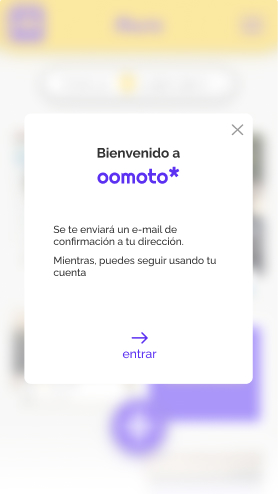 Bienvenido a
oomoto*
Se te enviará un e-mail de
confirmación a tu dirección.
Mientras, puedes seguir usando tu
cuenta
entrar